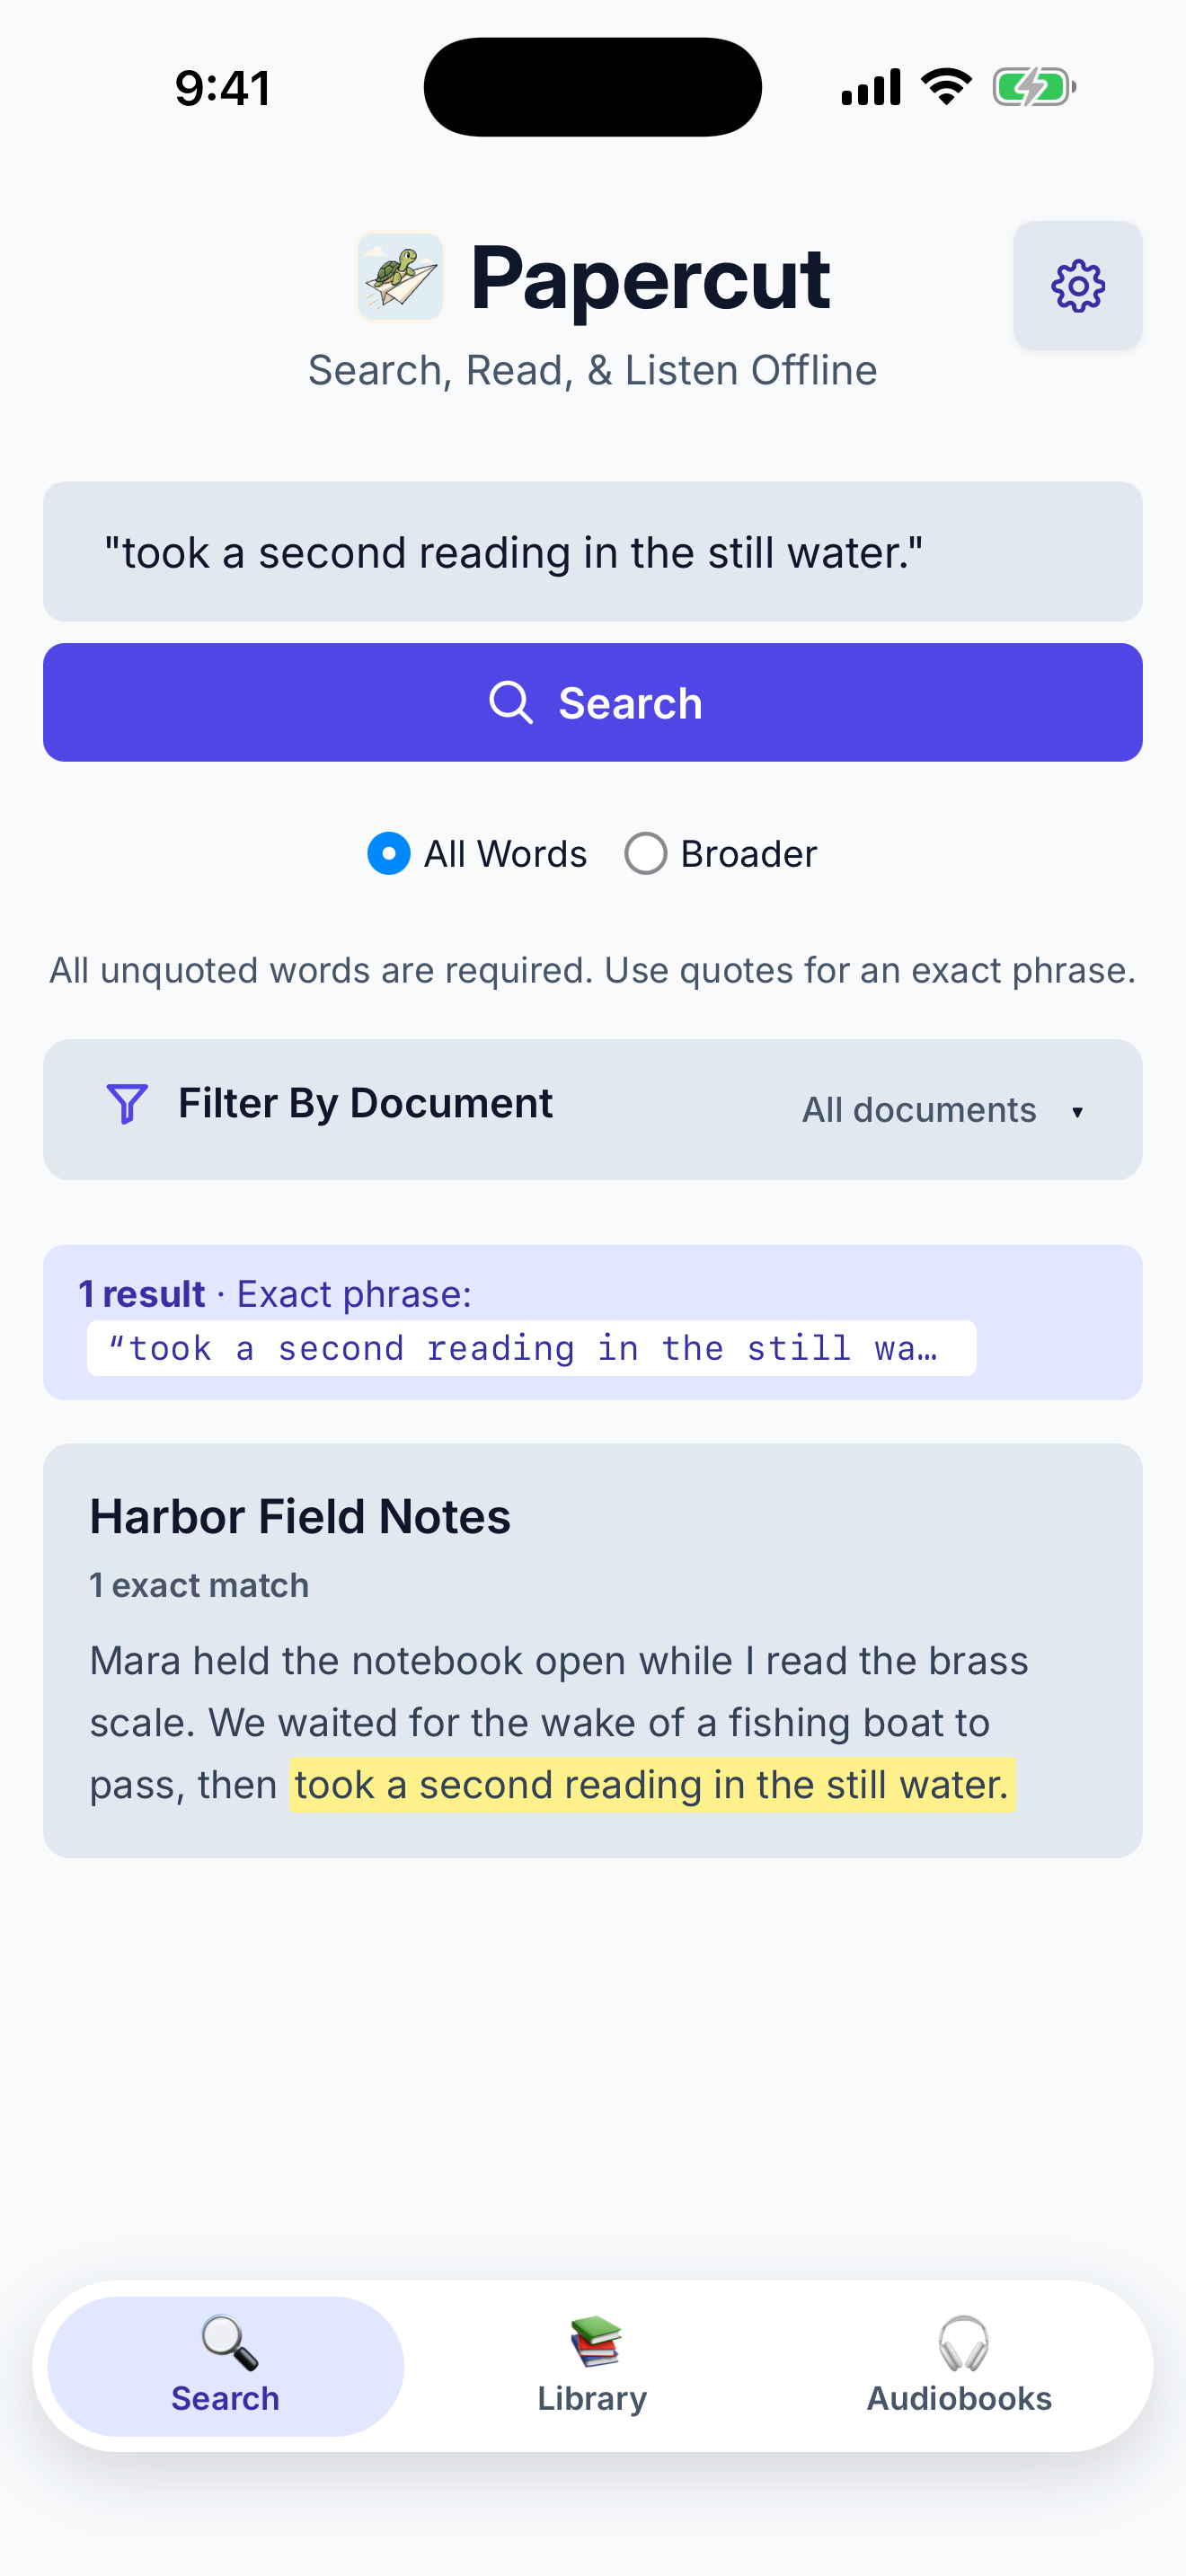 9:41
Papercut
Search, Read, & Listen Offline
"took a second reading in the still water."
Search
All Words Broader
All unquoted words are required. Use quotes for an exact phrase.
Filter By Document All documents ▾
1 result · Exact phrase:
“took a second reading in the still wa…
Harbor Field Notes
1 exact match
Mara held the notebook open while I read the brass
scale. We waited for the wake of a fishing boat to
pass, then took a second reading in the still water.
Search Library Audiobooks